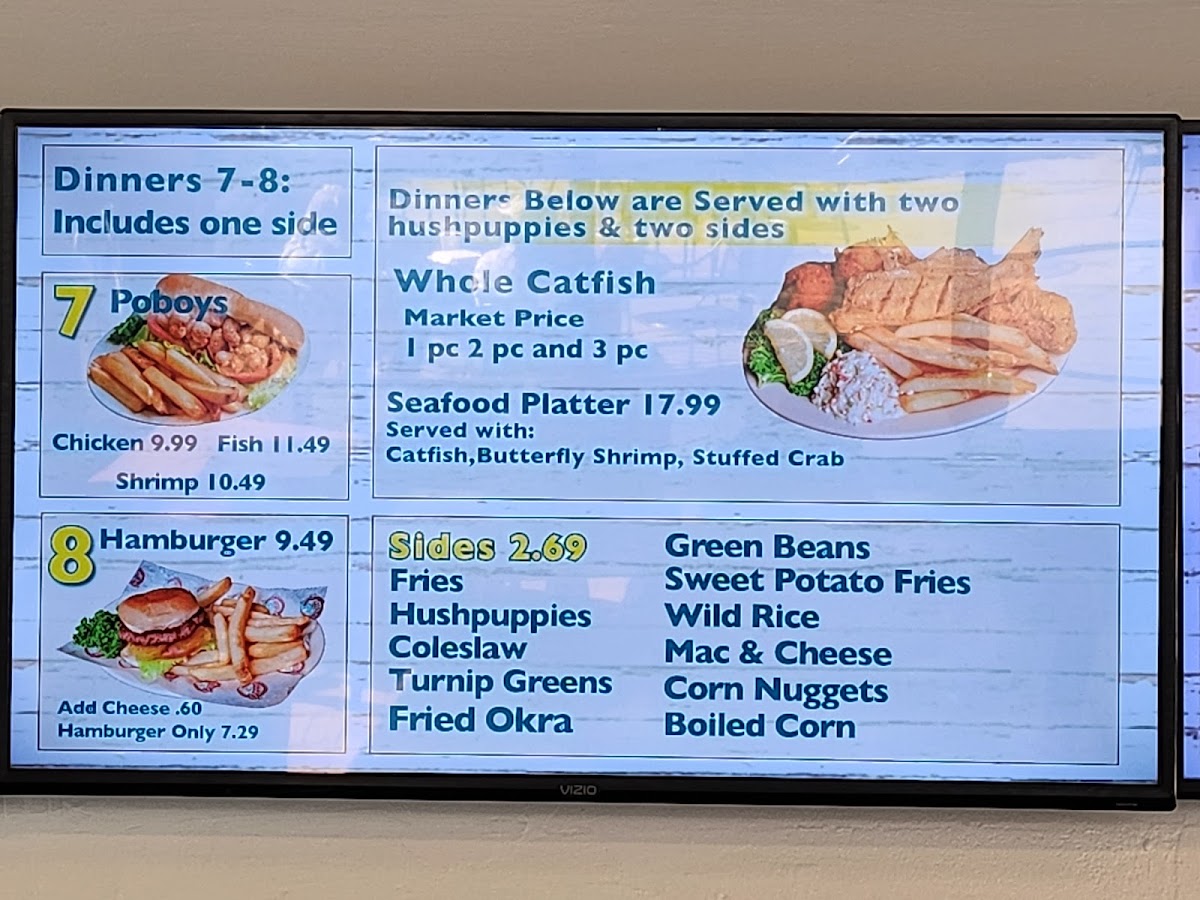 Dinners 7-8:
Includes one side
7 Poboys
Chicken 9.99 Fish 11.49
Shrimp 10.49
8 Hamburger 9.49
Add Cheese .60
Hamburger Only 7.29
Dinners Below are Served with two
hushpuppies & two sides
Whole Catfish
Market Price
1 pc 2 pc and 3 pc
Seafood Platter 17.99
Served with:
Catfish,Butterfly Shrimp, Stuffed Crab
Sides 2.69
Fries
Hushpuppies
Coleslaw
Turnip Greens
Fried Okra
Green Beans
Sweet Potato Fries
Wild Rice
Mac & Cheese
Corn Nuggets
Boiled Corn
VIZIO